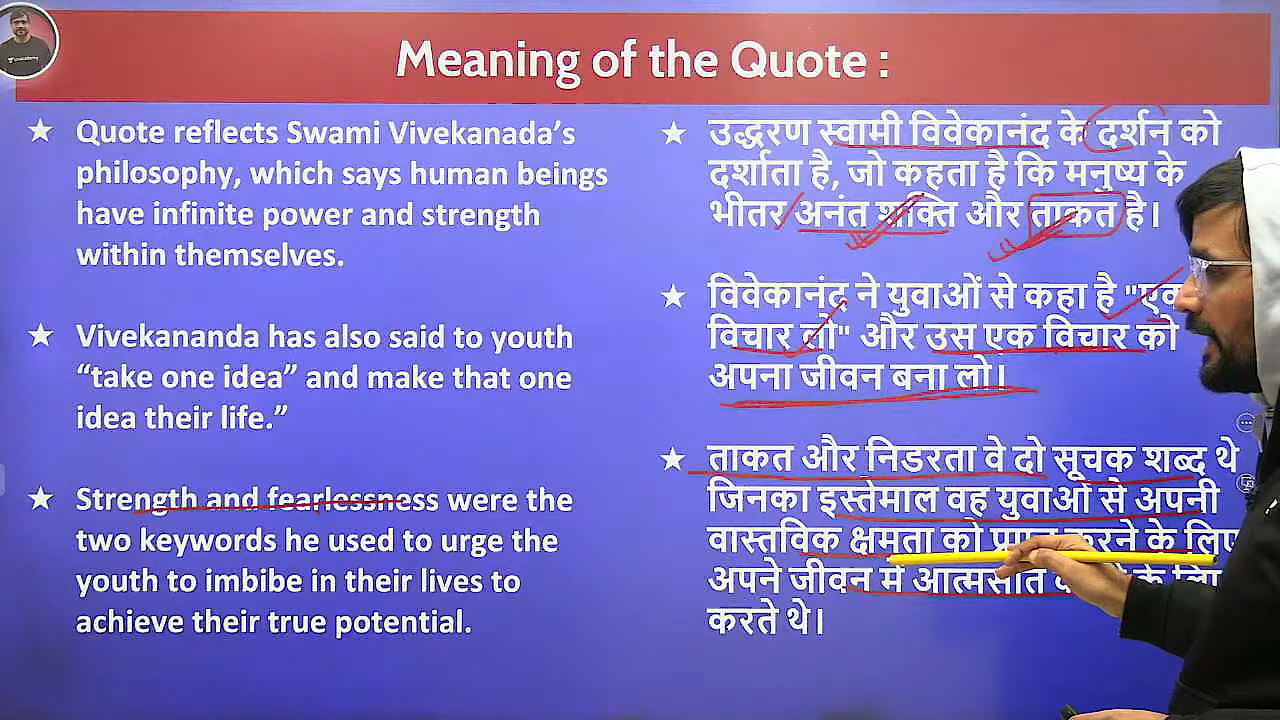 Meaning of the Quote :
★ Quote reflects Swami Vivekanada's
philosophy, which says human beings
have infinite power and strength
within themselves.
★ Vivekananda has also said to youth
“take one idea” and make that one
idea their life.”
★ Strength and fearlessness were the
two keywords he used to urge the
youth to imbibe in their lives to
achieve their true potential.
★ उद्धरण स्वामी विवेकानंद के दर्शन को
दर्शाता है, जो कहता है कि मनुष्य के
भीतर अनंत शक्ति और ताकत है।
★ विवेकानंद ने युवाओं से कहा है "एक
विचार लो" और उस एक विचार को
अपना जीवन बना लो।
★ ताकत और निडरता वे दो सूचक शब्द थे
जिनका इस्तेमाल वह युवाओं से अपनी
वास्तविक क्षमता को प्राप्त करने के लिए
अपने जीवन में आत्मसात के
करते थे।